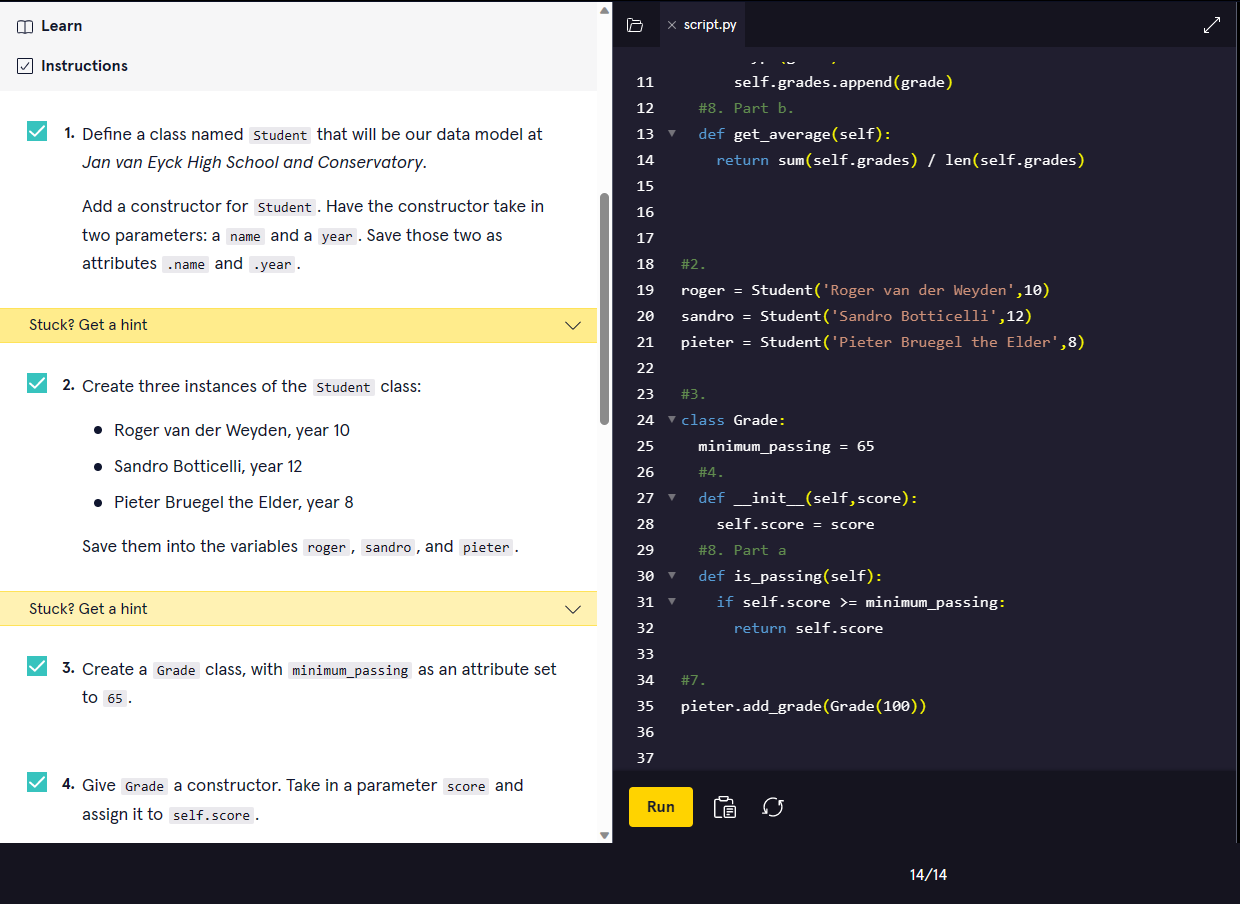 Learn
Instructions
1. Define a class named Student that will be our data model at
Jan van Eyck High School and Conservatory.
Add a constructor for Student. Have the constructor take in
two parameters: a name and a year. Save those two as
attributes .name and .year.
Stuck? Get a hint
2. Create three instances of the Student class:
Roger van der Weyden, year 10
Sandro Botticelli, year 12
Pieter Bruegel the Elder, year 8
Save them into the variables roger, sandro, and pieter.
Stuck? Get a hint
3. Create a Grade class, with minimum_passing as an attribute set
to 65.
4. Give Grade a constructor. Take in a parameter score and
assign it to self.score.
script.py
11 self.grades.append(grade)
12 #8. Part b.
13 def get_average(self):
14 return sum(self.grades) / len(self.grades)
15
16
17
18 #2.
19 roger = Student('Roger van der Weyden',10)
20 sandro = Student('Sandro Botticelli',12)
21 pieter = Student('Pieter Bruegel the Elder',8)
22
23 #3.
24 class Grade:
25 minimum_passing = 65
26 #4.
27 def __init__(self,score):
28 self.score = score
29 #8. Part a
30 def is_passing(self):
31 if self.score >= minimum_passing:
32 return self.score
33
34 #7.
35 pieter.add_grade(Grade(100))
36
37
Run
14/14